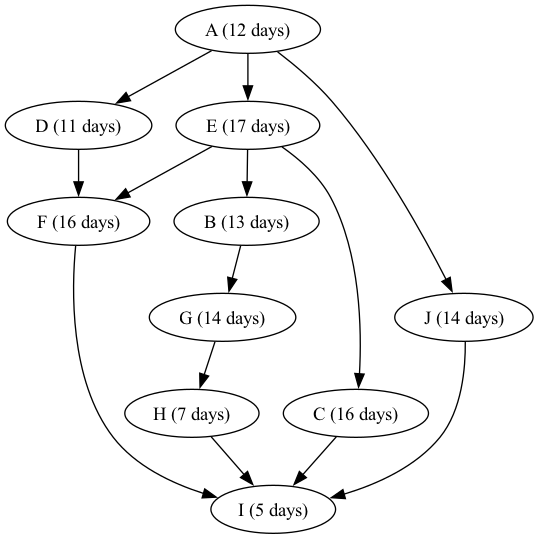 A (12 days)
D (11 days)
E (17 days)
F (16 days)
B (13 days)
G (14 days)
J (14 days)
H (7 days)
C (16 days)
I (5 days)